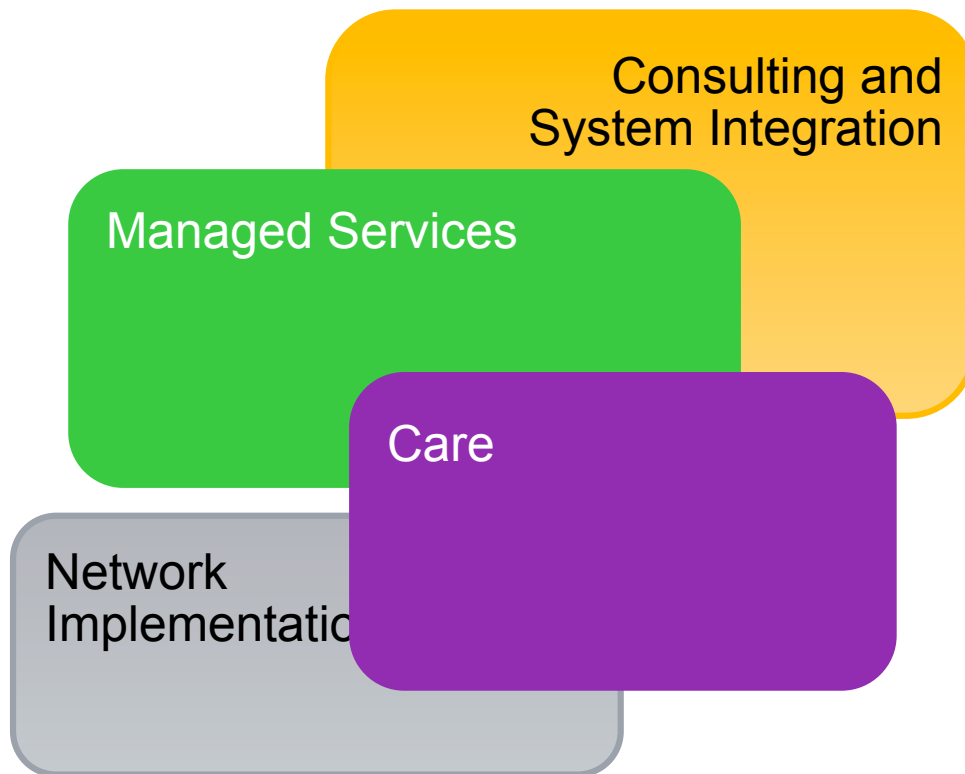 Consulting and
System Integration
Managed Services
Care
Network
Implementatio